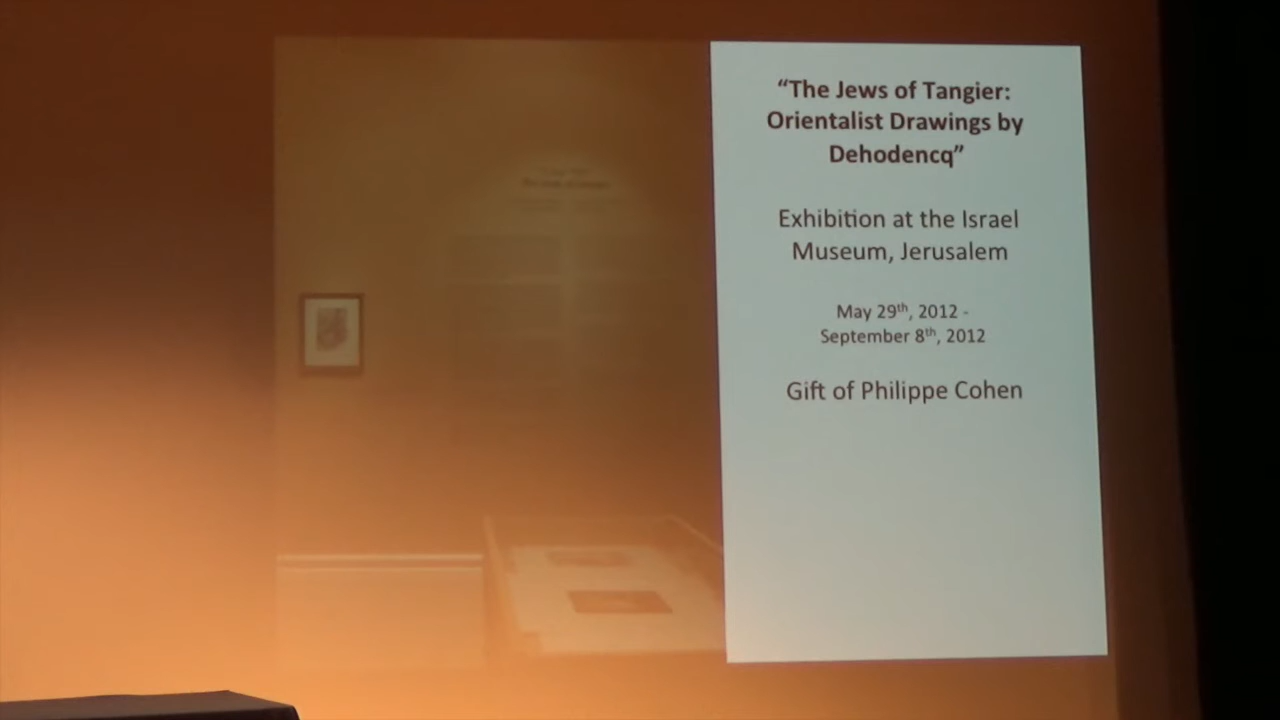 “The Jews of Tangier:
Orientalist Drawings by
Dehodencq”
Exhibition at the Israel
Museum, Jerusalem
May 29th, 2012 -
September 8th, 2012
Gift of Philippe Cohen